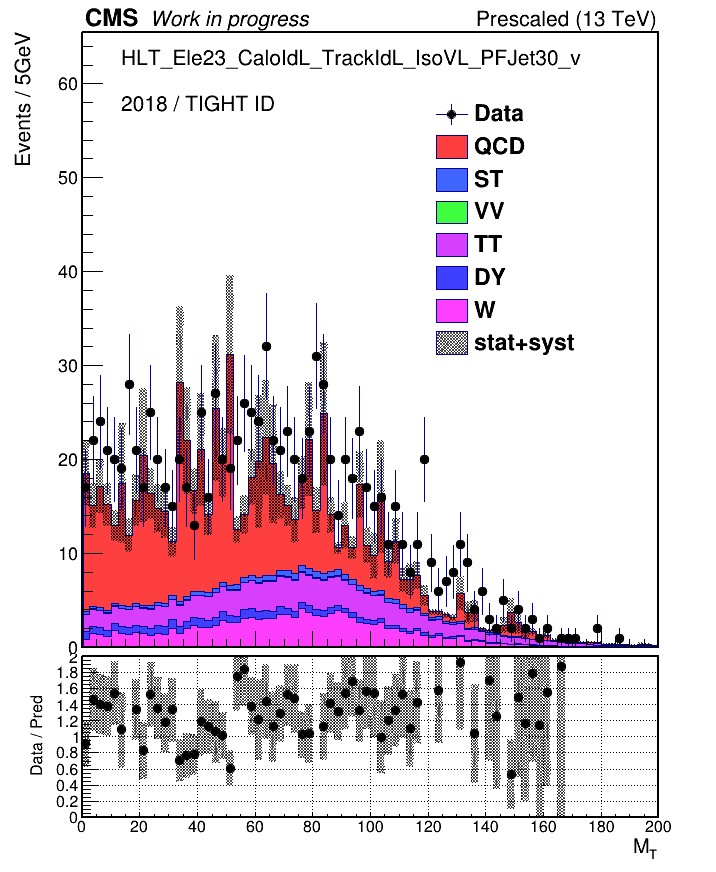 CMS Work in progress Prescaled (13 TeV)
Events / 5GeV
HLT_Ele23_CaloIdL_TrackIdL_IsoVL_PFJet30_v
2018 / TIGHT ID
Data
QCD
ST
VV
TT
DY
W
stat+syst
60
50
40
30
20
10
0
Data / Pred
2
1.8
1.6
1.4
1.2
1
0.8
0.6
0.4
0.2
0
0 20 40 60 80 100 120 140 160 180 200
M_T